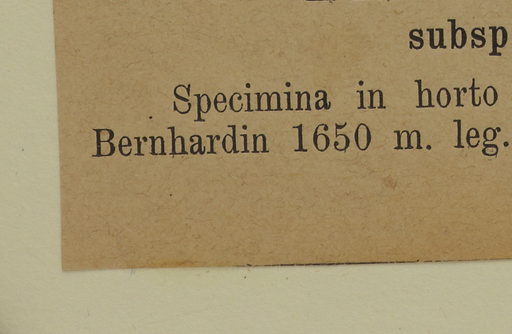 subsp
Specimina in horto
Bernhardin 1650 m. leg.